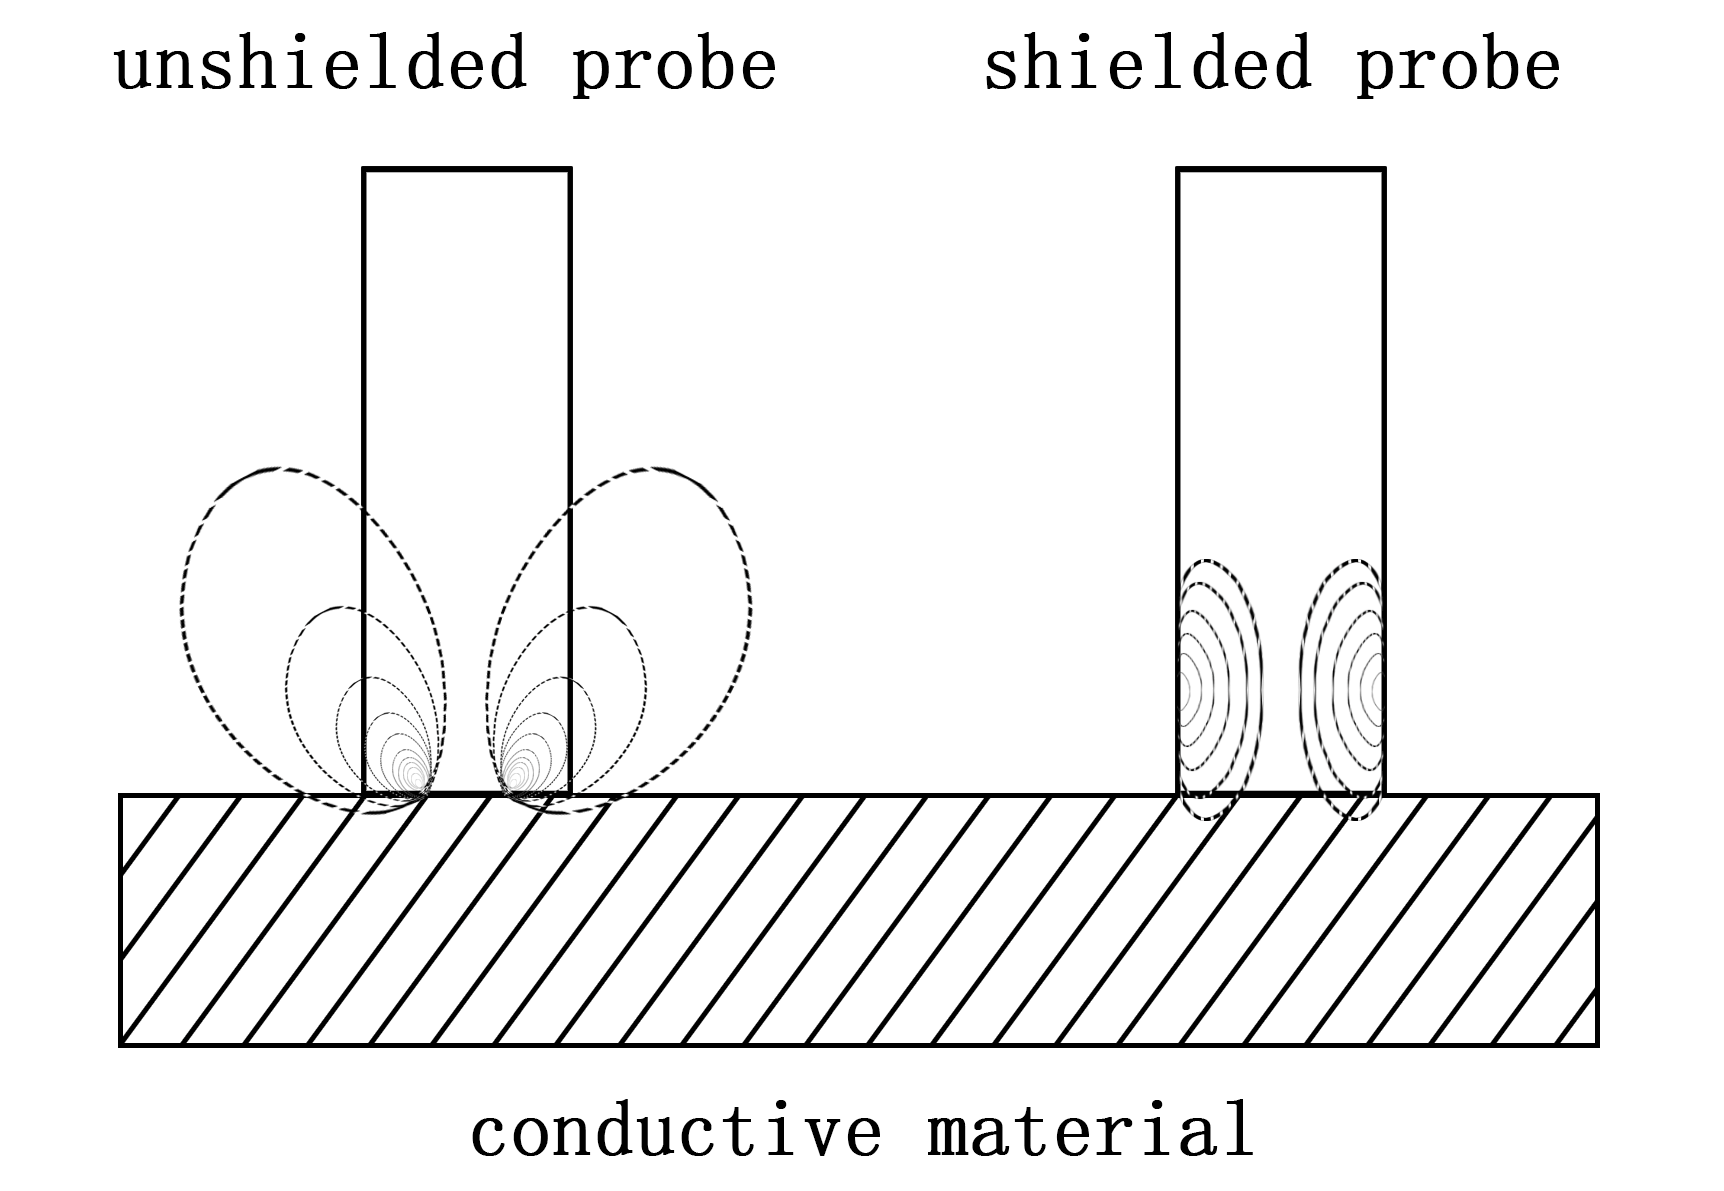 unshielded probe
shielded probe
conductive material